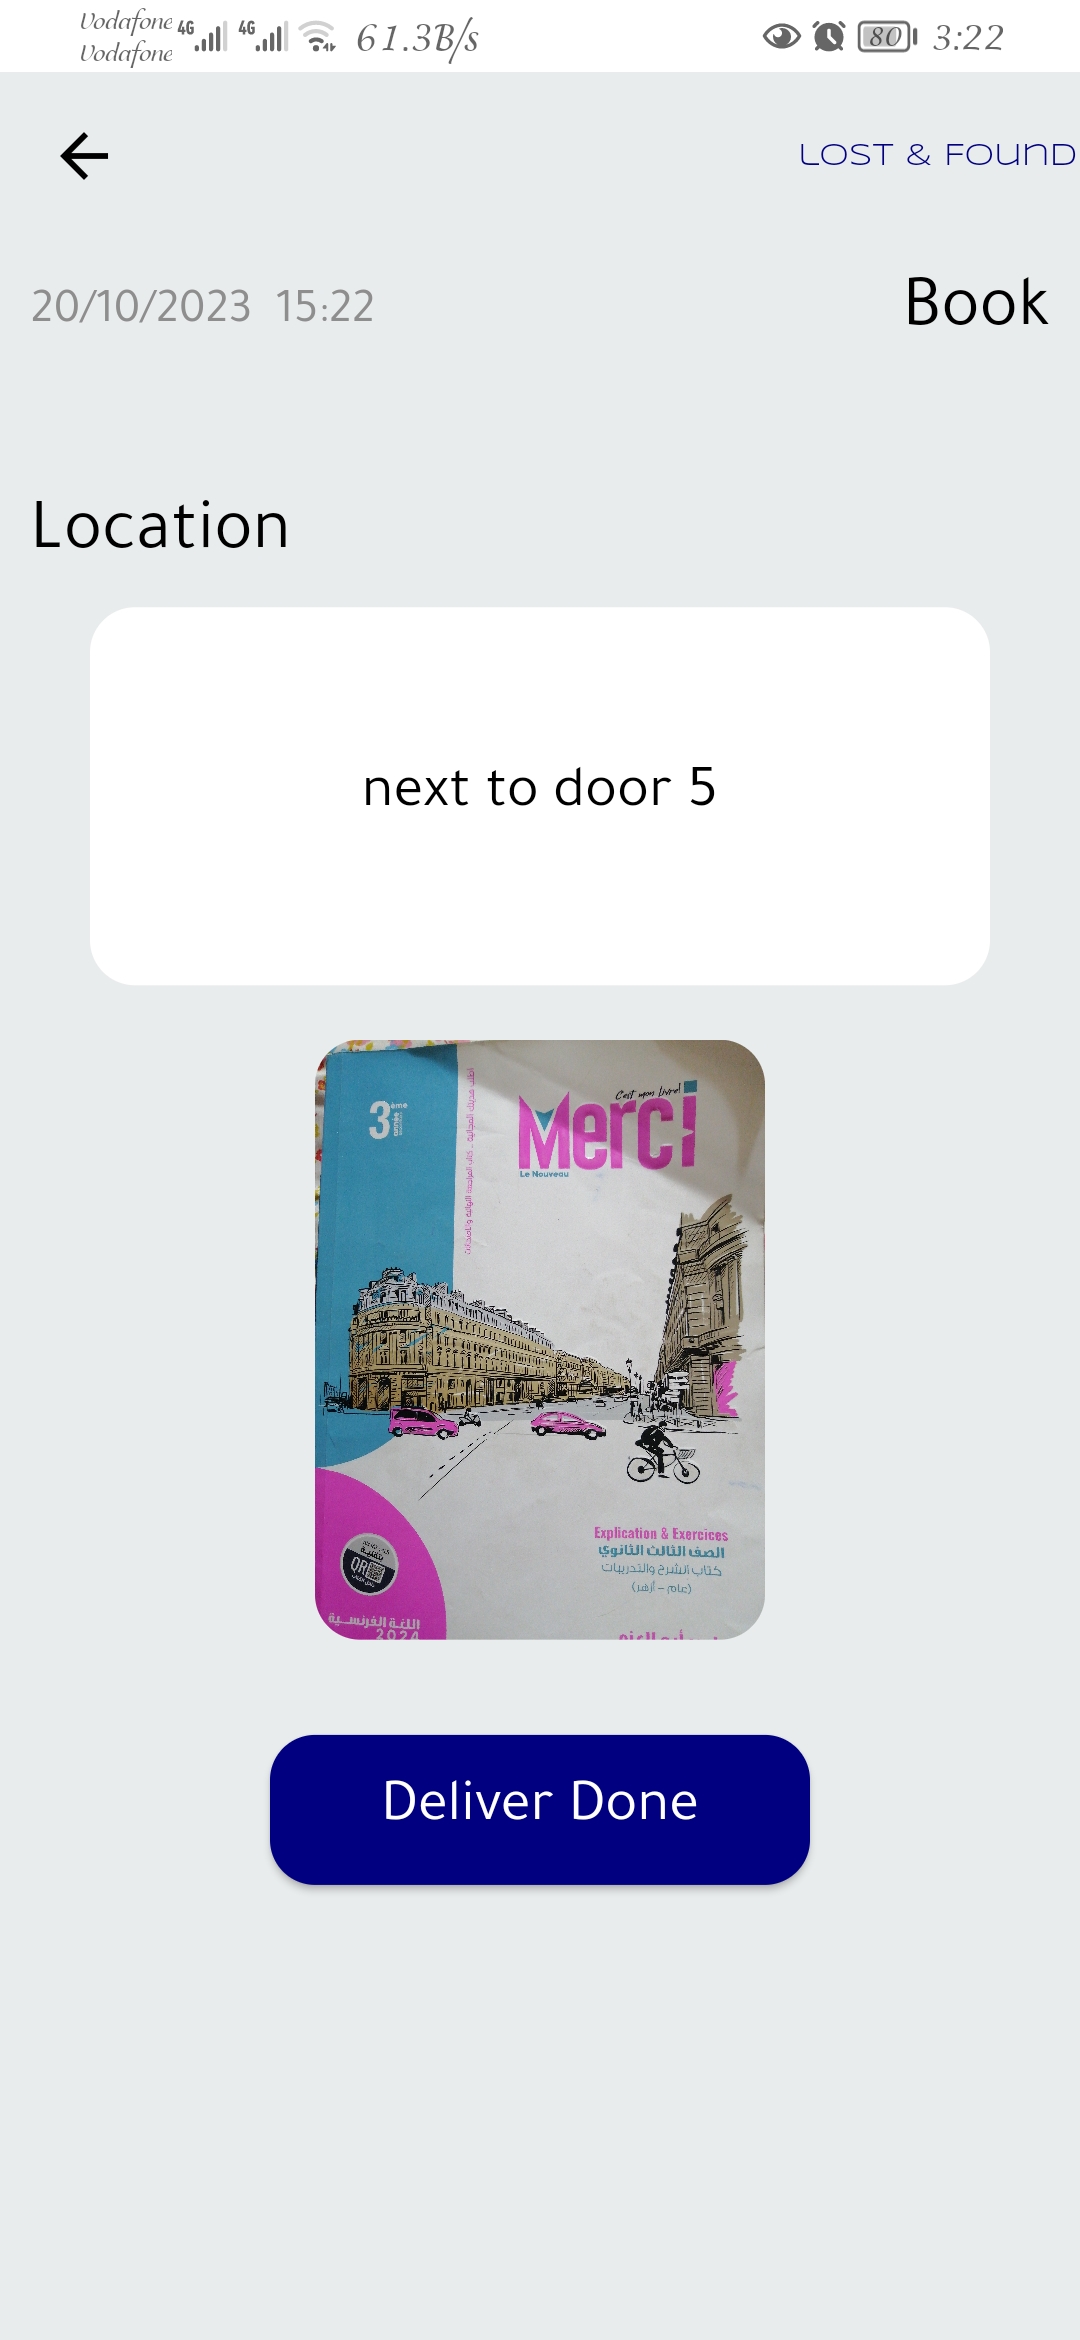 Vodafone
Vodafone
4G
4G
61.3B/s
80
3:22
LOST & FOUND
20/10/2023 15:22
Book
Location
next to door 5
3ème
année
C'est mon Livre!
Merci
Le Nouveau
Explication & Exercices
الصف الثالث الثانوي
كتاب الشرح والتدريبات
(عام – أزهر)
QR
اللغة الفرنسية
2024
Deliver Done